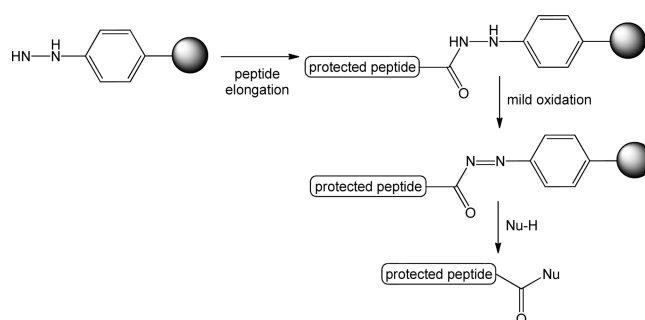 HN
H
N
peptide
elongation
protected peptide
HN
H
N
O
mild oxidation
protected peptide
N
N
O
Nu-H
protected peptide
Nu
O